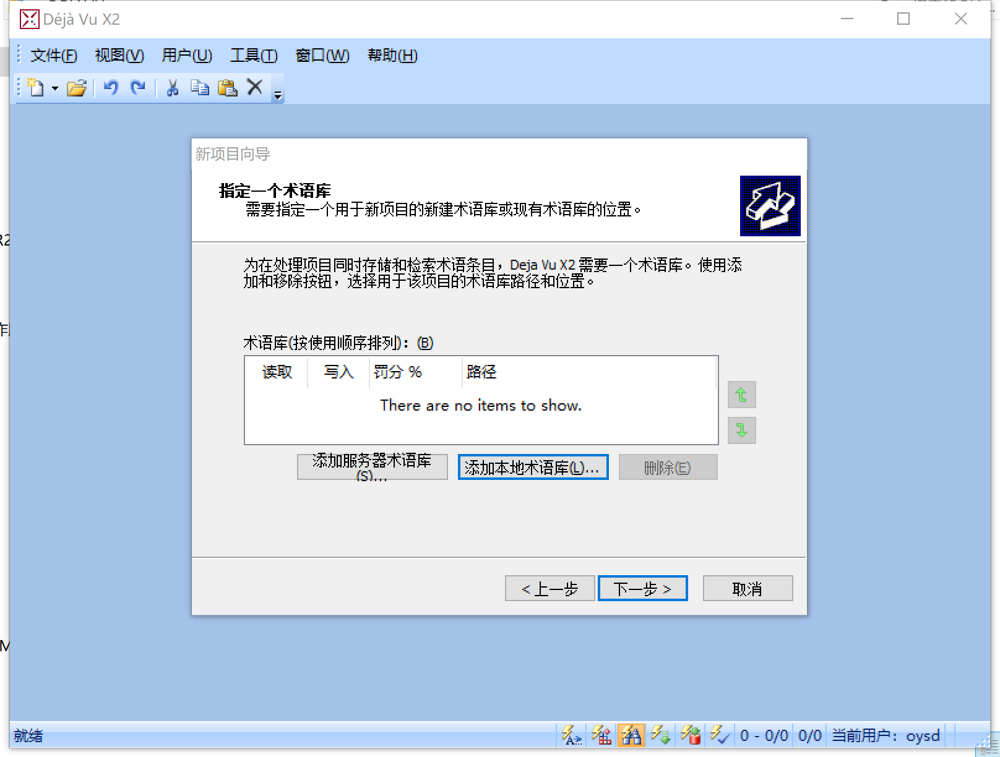 Déjà Vu X2
文件(F) 视图(V) 用户(U) 工具(T) 窗口(W) 帮助(H)
新项目向导
指定一个术语库
需要指定一个用于新项目的新建术语库或现有术语库的位置。
为在处理项目同时存储和检索术语条目，Deja Vu X2 需要一个术语库。使用添
加和移除按钮，选择用于该项目的术语库路径和位置。
术语库(按使用顺序排列)：(B)
读取 写入 罚分 % 路径
There are no items to show.
添加服务器术语库
(S)...
添加本地术语库(L)... 删除(E)
< 上一步 下一步 > 取消
就绪 0 - 0/0 0/0 当前用户：oysd